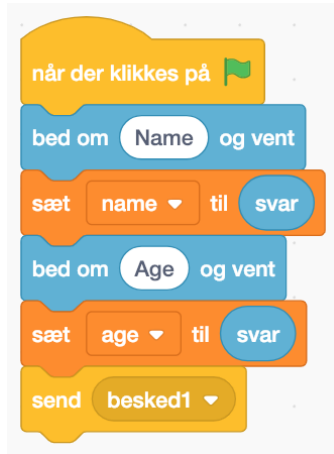 når der klikkes på
bed om Name og vent
sæt name til svar
bed om Age og vent
sæt age til svar
send besked1